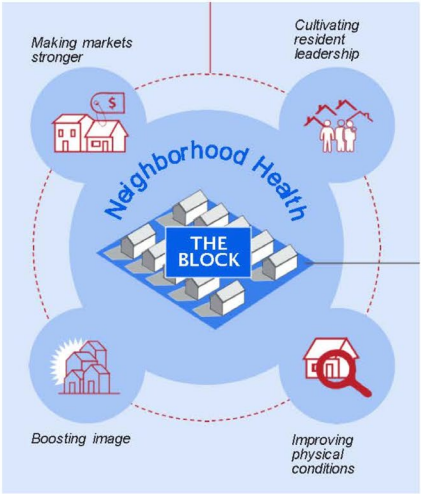 Making markets
stronger
Cultivating
resident
leadership
$
Neighborhood Health
THE
BLOCK
Boosting image
Improving
physical
conditions